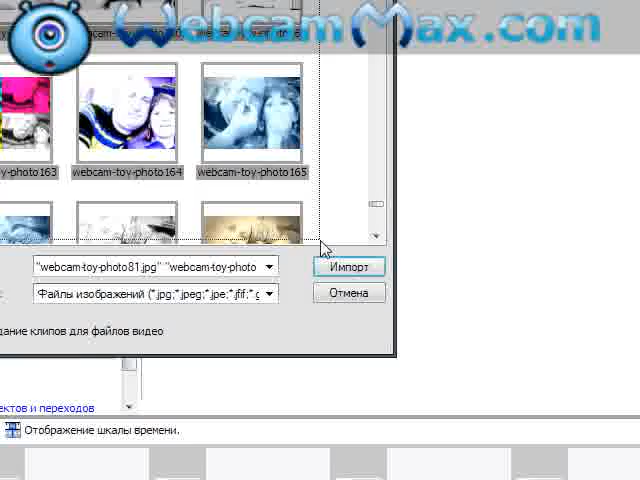 WebcamMax.com
y-photo163 webcam-toy-photo164 webcam-toy-photo165
"webcam-toy-photo81.jpg" "webcam-toy-photo
Импорт
Файлы изображений (*.jpg;*.jpeg;*.jpe;*.jfif;*.g
Отмена
дание клипов для файлов видео
ектов и переходов
Отображение шкалы времени.